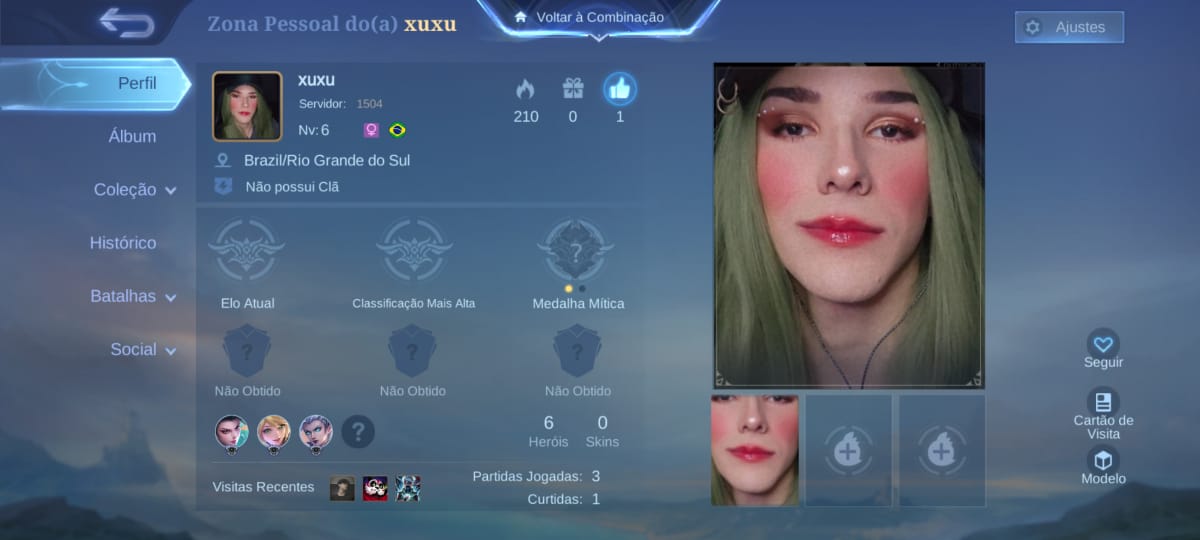 Zona Pessoal do(a) xuxu
Voltar à Combinação
Ajustes
Perfil
Álbum
Coleção
Histórico
Batalhas
Social
xuxu
Servidor: 1504
Nv: 6
210
0
1
Brazil/Rio Grande do Sul
Não possui Clã
Elo Atual
Classificação Mais Alta
?
Medalha Mítica
?
Não Obtido
?
Não Obtido
?
Não Obtido
?
6
Heróis
0
Skins
Visitas Recentes
Partidas Jogadas: 3
Curtidas: 1
Seguir
Cartão de
Visita
Modelo